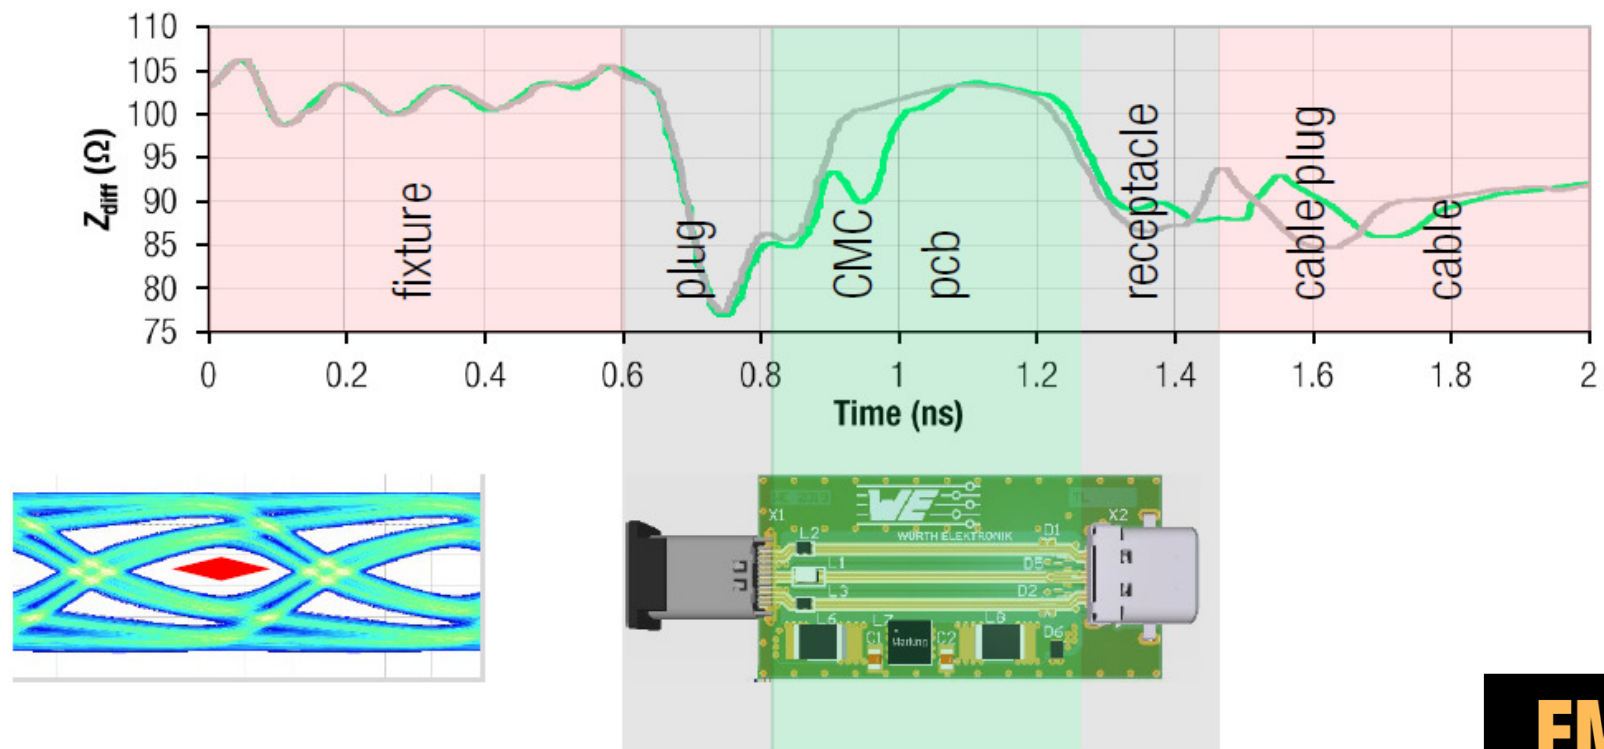 110
105
100
95
90
85
80
75
Zdiff (Ω)
fixture
plug
CMC
pcb
receptacle
cable plug
cable
0 0.2 0.4 0.6 0.8 1 1.2 1.4 1.6 1.8 2
Time (ns)
WE
WURTH ELEKTRONIK
X1
L2
L1
L3
D1
D5
D2
X2
L6
L7
L8
C1
Marking
C2
D6